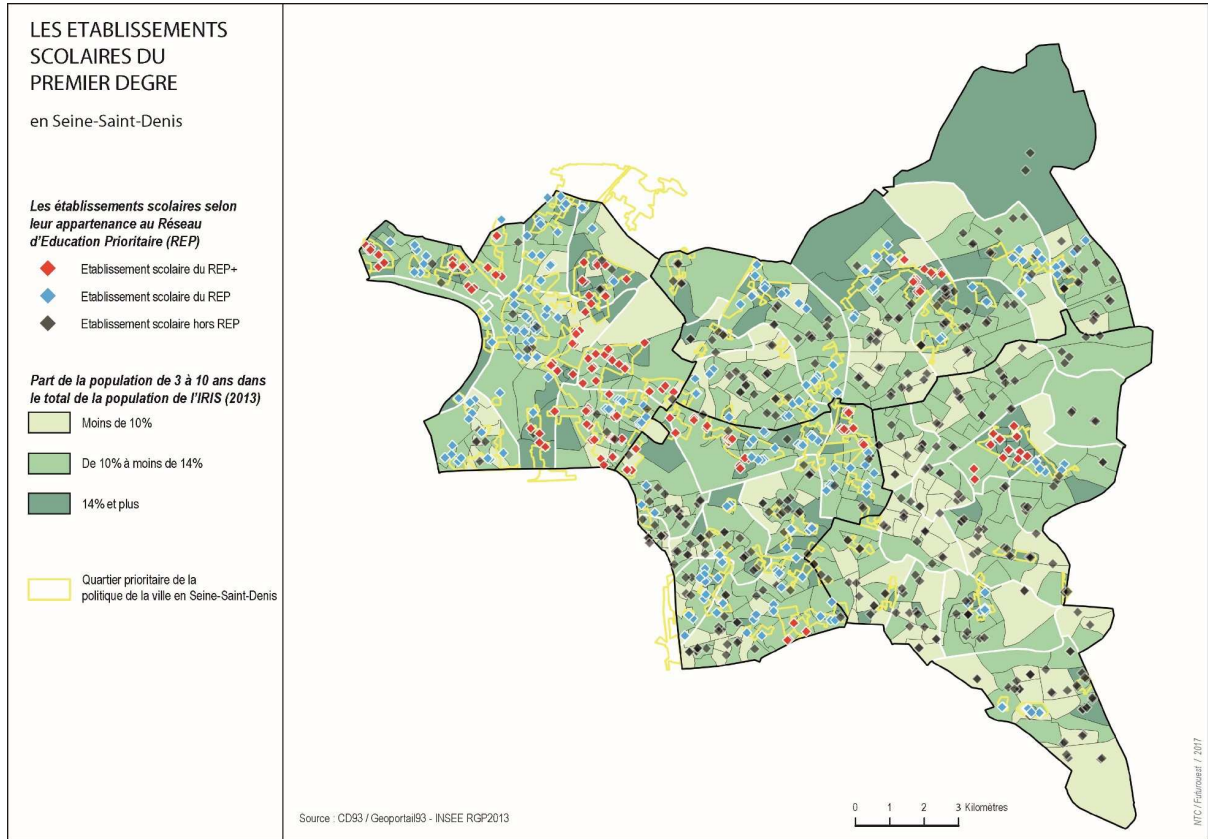 LES ETABLISSEMENTS
SCOLAIRES DU
PREMIER DEGRE
en Seine-Saint-Denis
Les établissements scolaires selon
leur appartenance au Réseau
d'Education Prioritaire (REP)
Etablissement scolaire du REP+
Etablissement scolaire du REP
Etablissement scolaire hors REP
Part de la population de 3 à 10 ans dans
le total de la population de l'IRIS (2013)
Moins de 10%
De 10% à moins de 14%
14% et plus
Quartier prioritaire de la
politique de la ville en Seine-Saint-Denis
Source : CD93 / Geoportail93 - INSEE RGP2013
0 1 2 3 Kilomètres
NTC / Futurouest / 2017